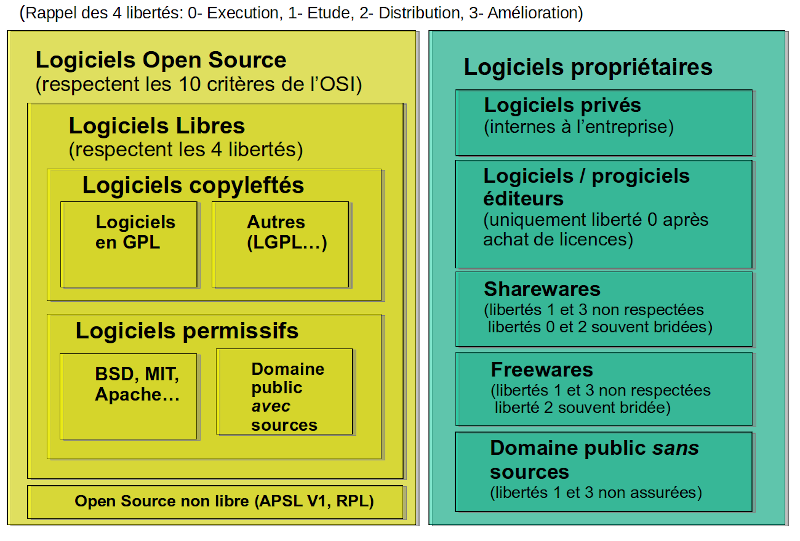 (Rappel des 4 libertés: 0- Execution, 1- Etude, 2- Distribution, 3- Amélioration)
Logiciels Open Source
(respectent les 10 critères de l'OSI)
Logiciels Libres
(respectent les 4 libertés)
Logiciels copyleftés
Logiciels
en GPL
Autres
(LGPL…)
Logiciels permissifs
BSD, MIT,
Apache…
Domaine
public
avec
sources
Open Source non libre (APSL V1, RPL)
Logiciels propriétaires
Logiciels privés
(internes à l'entreprise)
Logiciels / progiciels
éditeurs
(uniquement liberté 0 après
achat de licences)
Sharewares
(libertés 1 et 3 non respectées
libertés 0 et 2 souvent bridées)
Freewares
(libertés 1 et 3 non respectées
liberté 2 souvent bridée)
Domaine public sans
sources
(libertés 1 et 3 non assurées)